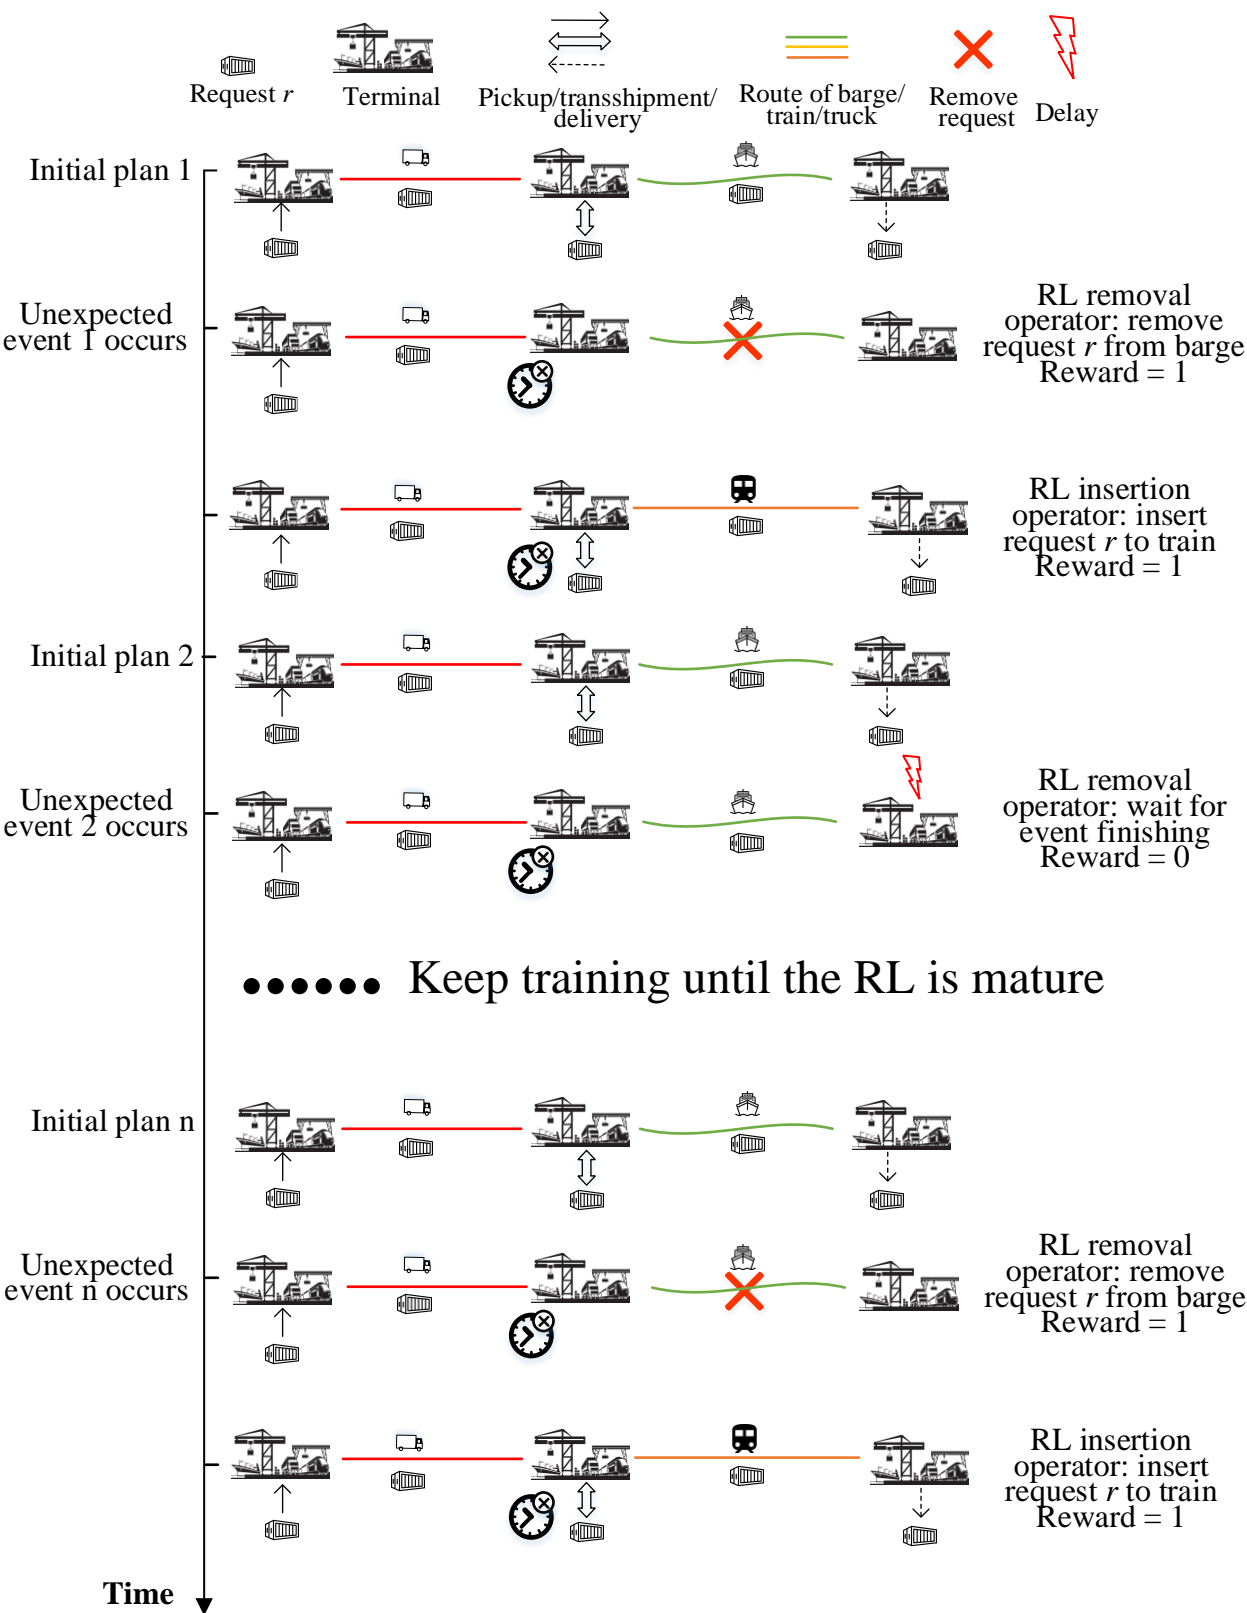 Request r
Terminal
Pickup/transshipment/
delivery
Route of barge/
train/truck
Remove
request
Delay
Initial plan 1
Unexpected
event 1 occurs
RL removal
operator: remove
request r from barge
Reward = 1
RL insertion
operator: insert
request r to train
Reward = 1
Initial plan 2
Unexpected
event 2 occurs
RL removal
operator: wait for
event finishing
Reward = 0
Keep training until the RL is mature
Initial plan n
Unexpected
event n occurs
RL removal
operator: remove
request r from barge
Reward = 1
RL insertion
operator: insert
request r to train
Reward = 1
Time